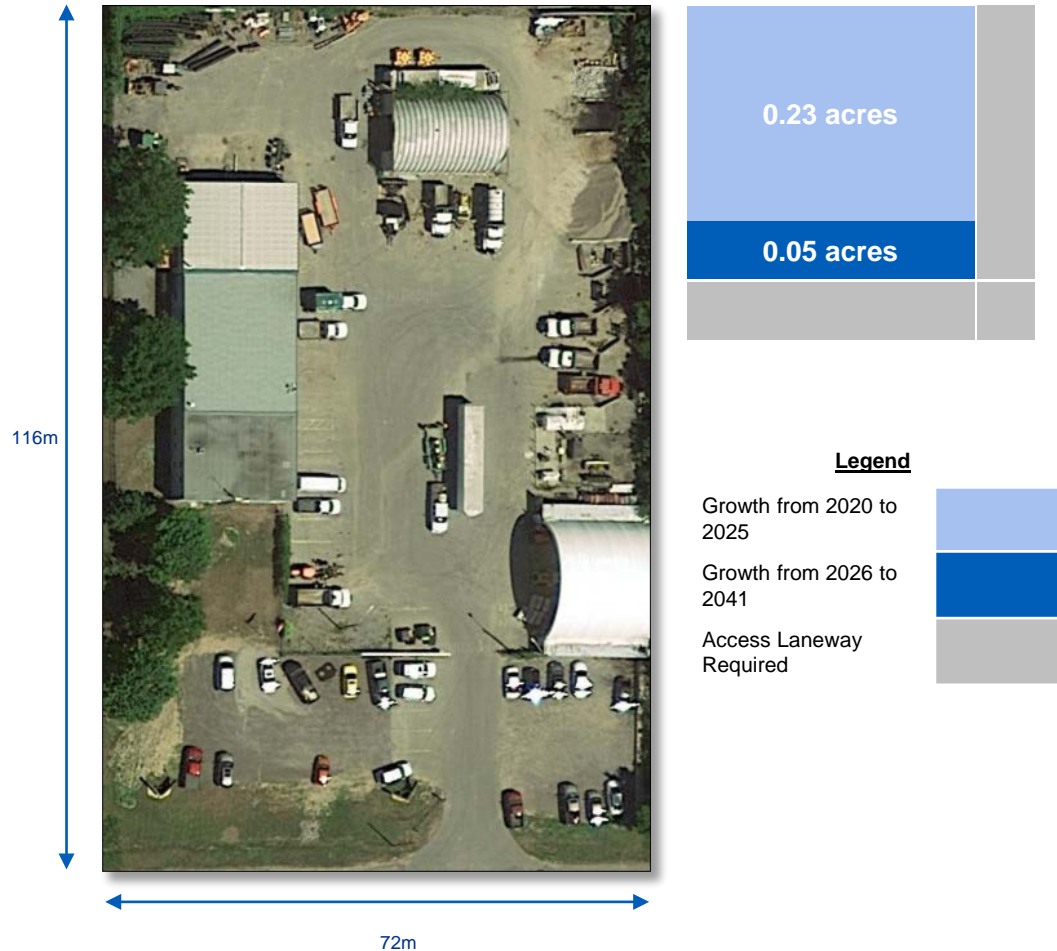 0.23 acres
0.05 acres
116m
Legend
Growth from 2020 to
2025
Growth from 2026 to
2041
Access Laneway
Required
72m